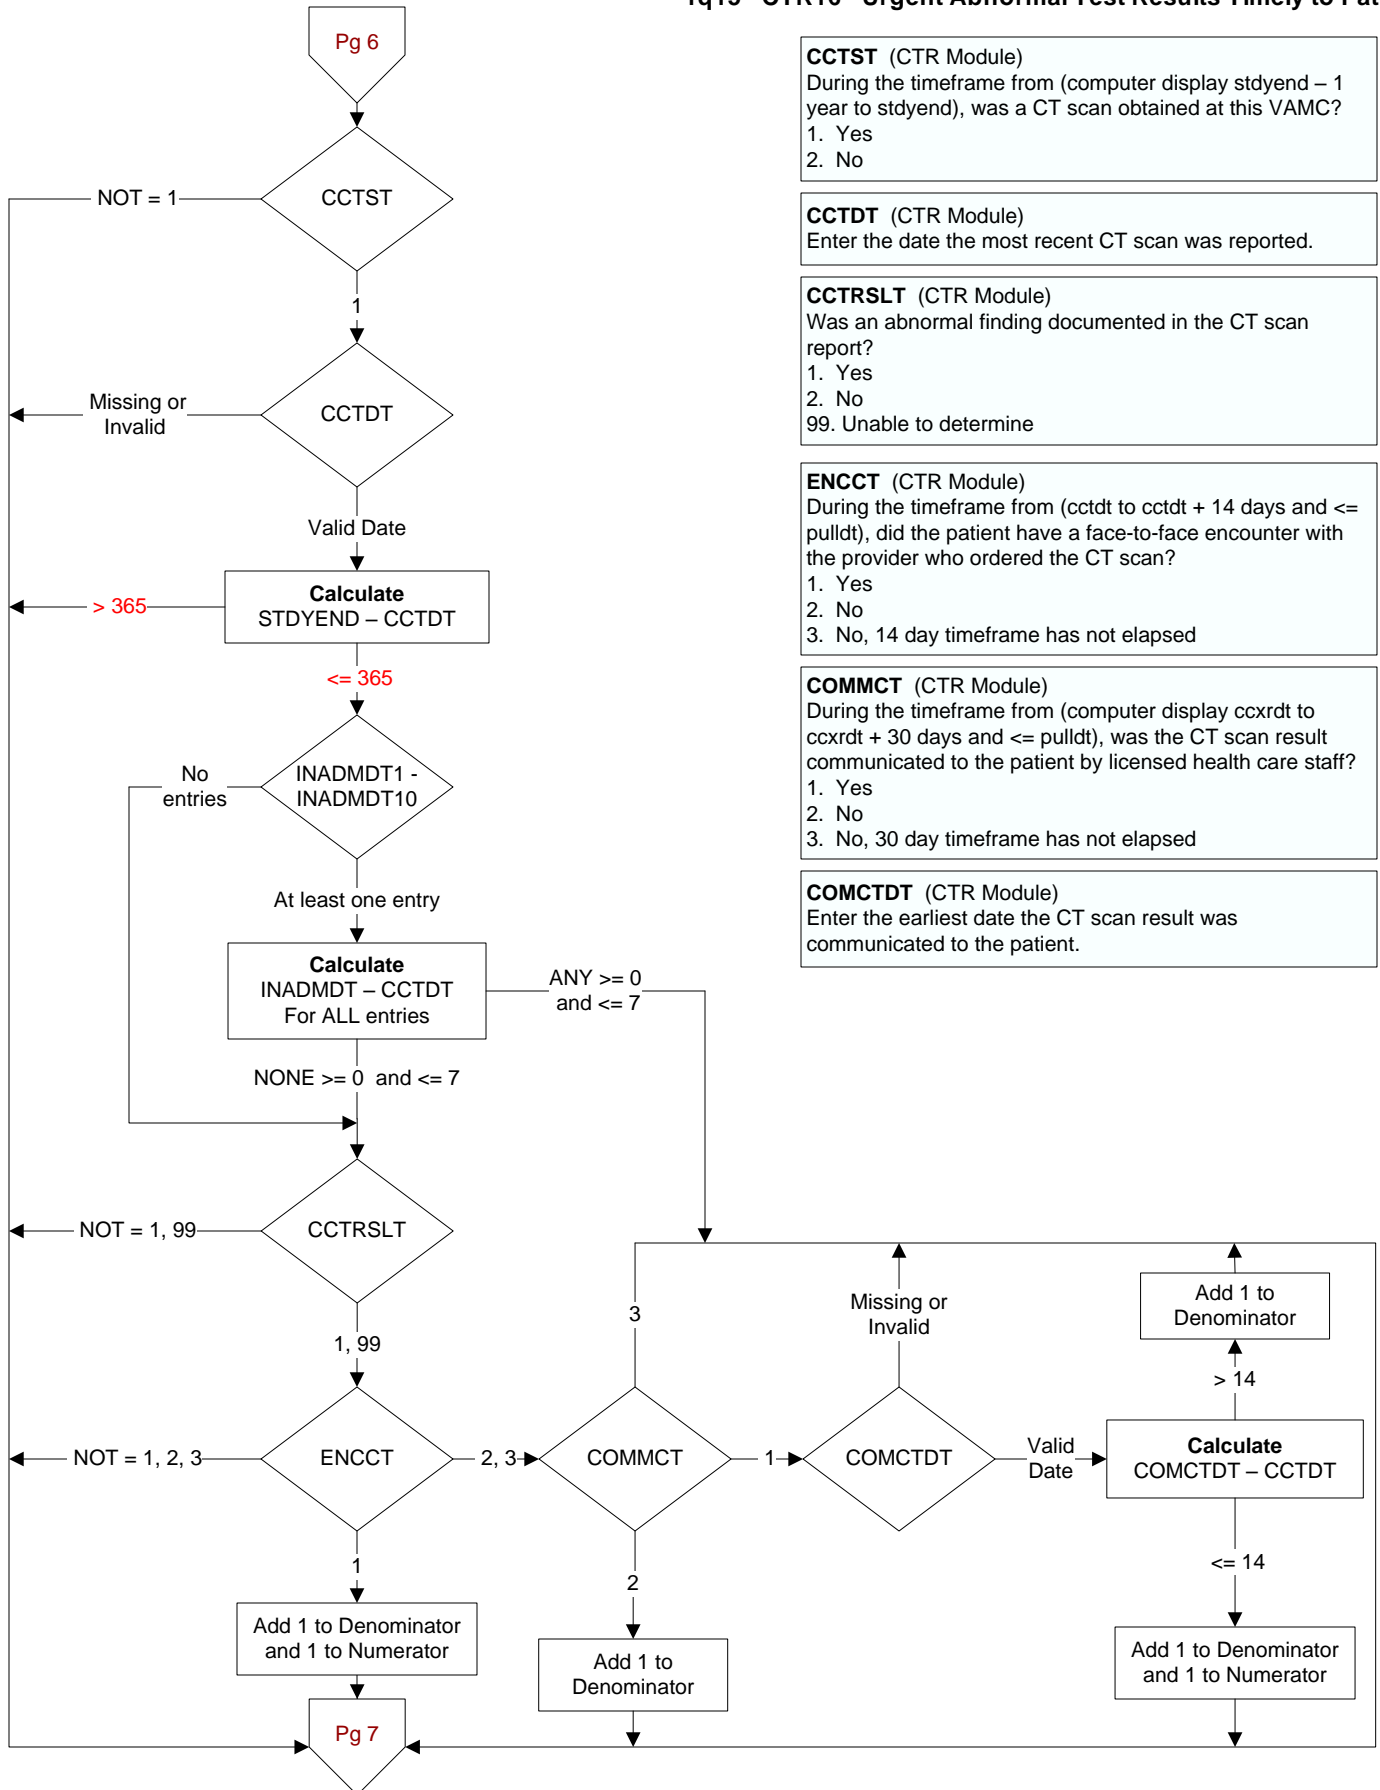 Pg 6
CCTST (CTR Module)
During the timeframe from (computer display stdyend – 1
year to stdyend), was a CT scan obtained at this VAMC?
1. Yes
2. No
CCTDT (CTR Module)
Enter the date the most recent CT scan was reported.
CCTRSLT (CTR Module)
Was an abnormal finding documented in the CT scan
report?
1. Yes
2. No
99. Unable to determine
ENCCT (CTR Module)
During the timeframe from (cctdt to cctdt + 14 days and <=
pulldt), did the patient have a face-to-face encounter with
the provider who ordered the CT scan?
1. Yes
2. No
3. No, 14 day timeframe has not elapsed
COMMCT (CTR Module)
During the timeframe from (computer display ccxrdt to
ccxrdt + 30 days and <= pulldt), was the CT scan result
communicated to the patient by licensed health care staff?
1. Yes
2. No
3. No, 30 day timeframe has not elapsed
COMCTDT (CTR Module)
Enter the earliest date the CT scan result was
communicated to the patient.
NOT = 1
CCTST
1
Missing or
Invalid
CCTDT
Valid Date
> 365
Calculate
STDYEND – CCTDT
<= 365
No
entries
INADMDT1 -
INADMDT10
At least one entry
Calculate
INADMDT – CCTDT
For ALL entries
ANY >= 0
and <= 7
NONE >= 0 and <= 7
NOT = 1, 99
CCTRSLT
1, 99
3
Missing or
Invalid
Add 1 to
Denominator
> 14
NOT = 1, 2, 3
ENCCT
2, 3
COMMCT
1
COMCTDT
Valid
Date
Calculate
COMCTDT – CCTDT
1
2
<= 14
Add 1 to Denominator
and 1 to Numerator
Add 1 to
Denominator
Add 1 to Denominator
and 1 to Numerator
Pg 7